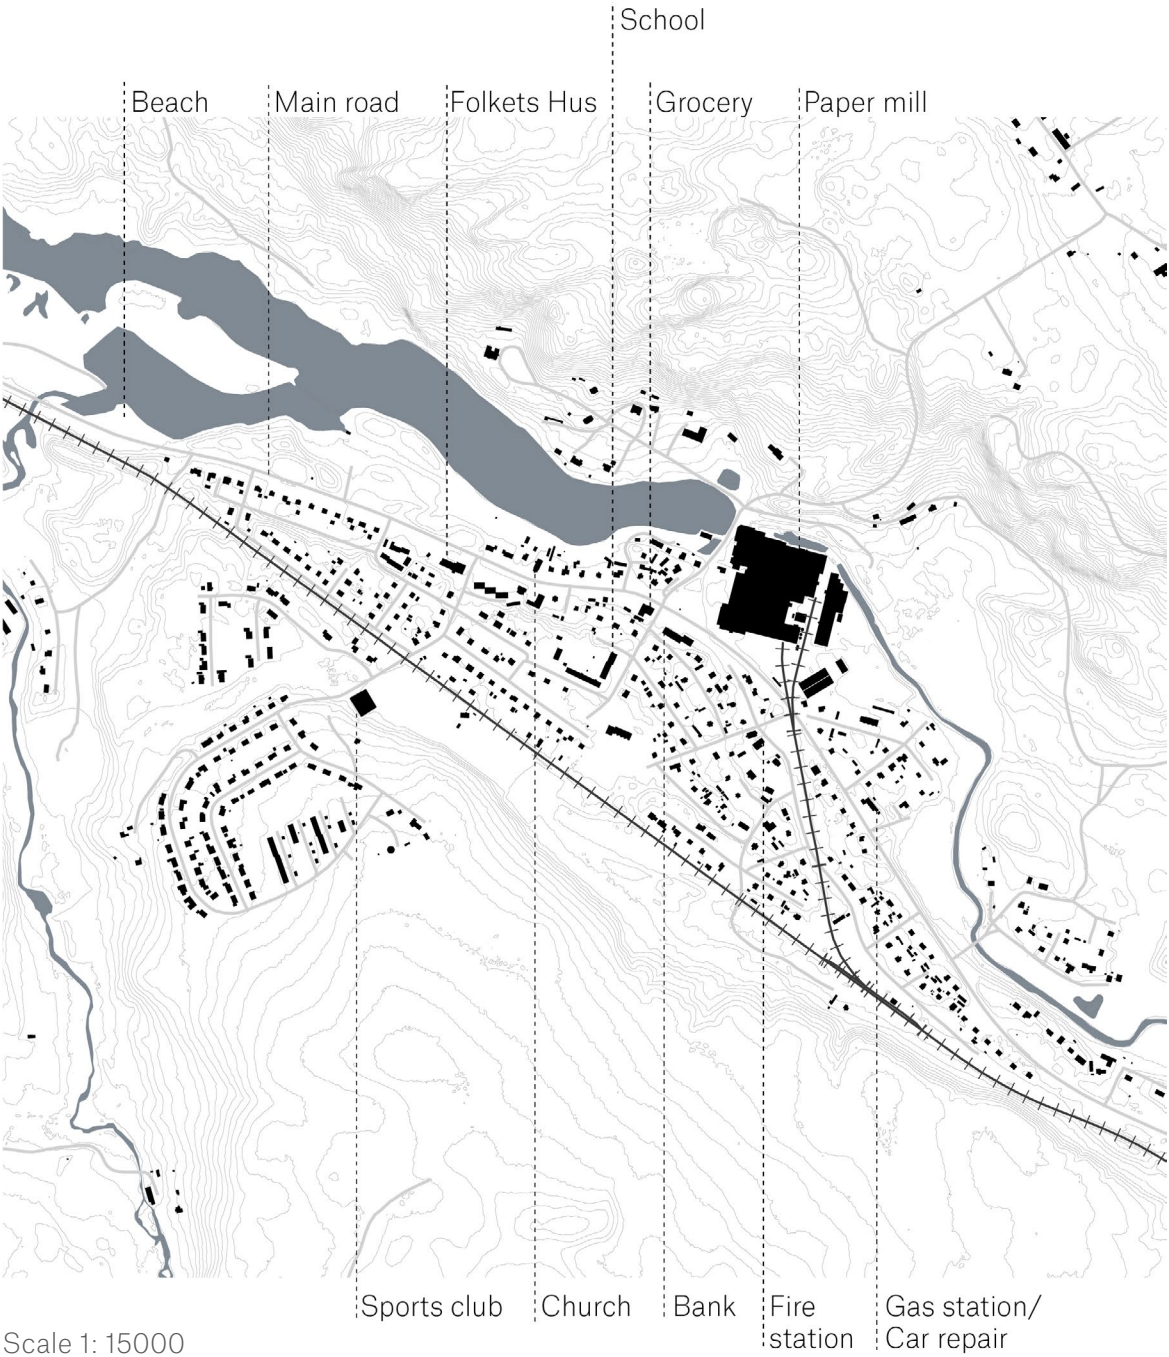 School
Beach
Main road
Folkets Hus
Grocery
Paper mill
Sports club
Church
Bank
Fire
station
Gas station/
Car repair
Scale 1: 15000